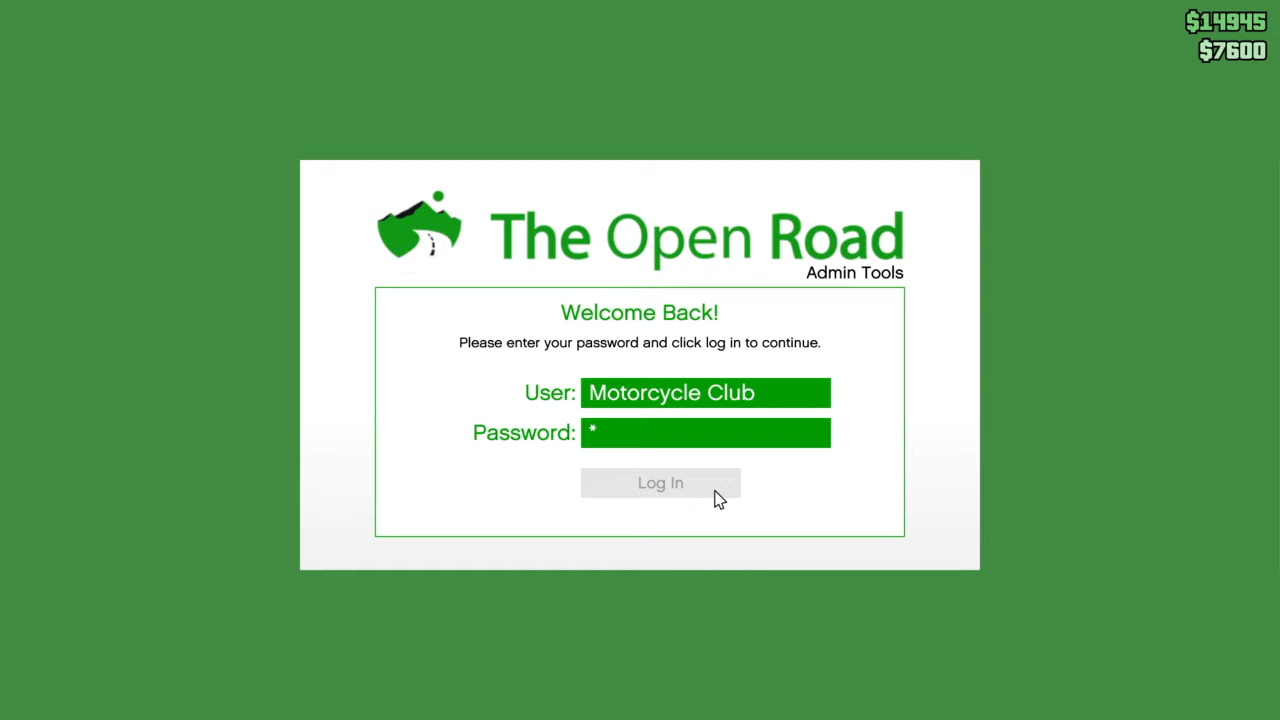 $14945
$7600
The Open Road
Admin Tools
Welcome Back!
Please enter your password and click log in to continue.
User: Motorcycle Club
Password: *
Log In